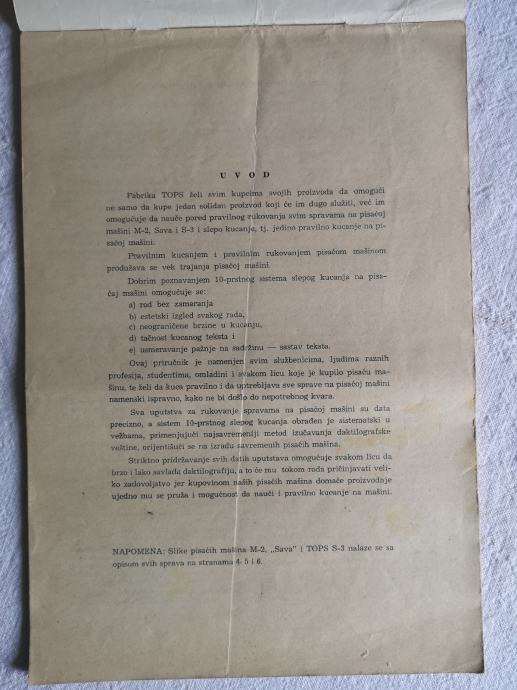 U V O D
Fabrika TOPS želi svim kupcima svojih proizvoda da omogući
ne samo da kupe jedan solidan proizvod koji će im dugo služiti, već im
omogućuje da nauče pored pravilnog rukovanja svim spravama na pisaćoj
mašini M-2, Sava i S-3 i slepo kucanje, tj. jedino pravilno kucanje na pi-
saćoj mašini.
Pravilnim kucanjem i pravilnim rukovanjem pisaćom mašinom
produžava se vek trajanja pisaćoj mašini.
Dobrim poznavanjem 10-prstnog sistema slepog kucanja na pisa-
ćaj mašini omogućuje se:
a) rad bez zamaranja
b) estetski izgled svakog rada,
c) neograničene brzine u kucanju,
d) tačnost kucanog teksta i
e) usmeravanje pažnje na sadržinu — sastav teksta.
Ovaj priručnik je namenjen svim službenicima, ljudima raznih
profesija, studentima, omladini i svakom licu koje je kupilo pisaću ma-
šinu, te želi da kuca pravilno i da upotrebljava sve sprave na pisaćoj mašini
namenski ispravno, kako ne bi došlo do nepotrebnog kvara.
Sva uputstva za rukovanje spravama na pisaćoj mašini su data
precizno, a sistem 10-prstnog slepog kucanja obrađen je sistematski u
vežbama, primenjujući najsavremeniji metod izučavanja daktilografske
veštine, orijentišući se na izradu savremenih pisaćih mašina.
Striktno pridržavanje svih datih uputstava omogućuje svakom licu da
brzo i lako savlada daktilografiju, a to će mu tokom rada pričinjavati veli-
ko zadovoljstvo jer kupovinom naših pisaćih mašina domaće proizvodnje
ujedno mu se pruža i mogućnost da nauči i pravilno kucanje na mašini.
NAPOMENA: Slike pisaćih mašina M-2, „Sava" i TOPS S-3 nalaze se sa
opisom svih sprava na stranama 4, 5 i 6.